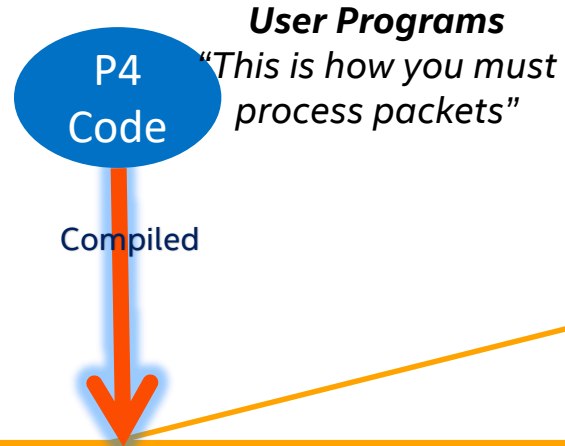 User Programs
“This is how you must
process packets”
P4
Code
Compiled